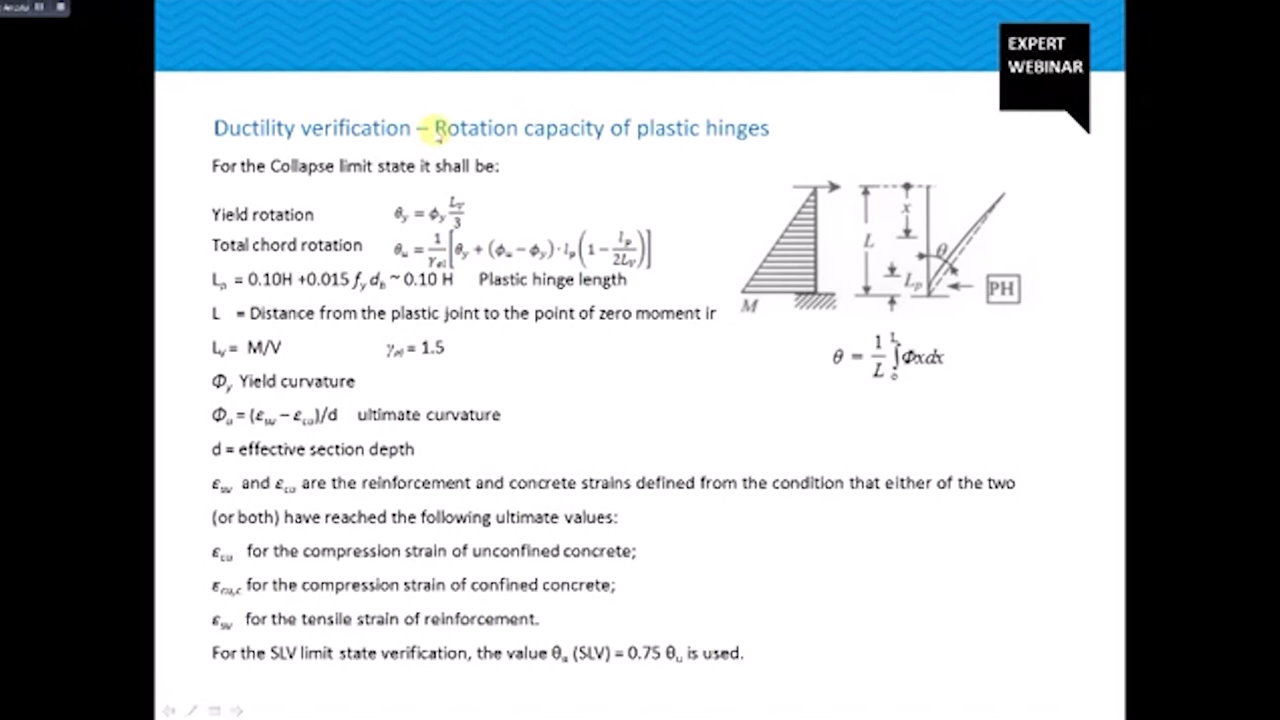 EXPERT
WEBINAR
Ductility verification – Rotation capacity of plastic hinges
For the Collapse limit state it shall be:
Yield rotation θy = ϕy Lv/3
Total chord rotation θu = 1/γel [θy + (ϕu − ϕy)·lp(1 − lp/2Lv)]
Lp = 0.10H +0.015 fy db ~ 0.10 H Plastic hinge length
L = Distance from the plastic joint to the point of zero moment ir
Lv = M/V γel = 1.5
Φy Yield curvature
Φu = (εsu – εcu)/d ultimate curvature
d = effective section depth
εsu and εcu are the reinforcement and concrete strains defined from the condition that either of the two
(or both) have reached the following ultimate values:
εcu for the compression strain of unconfined concrete;
εcu,c for the compression strain of confined concrete;
εsu for the tensile strain of reinforcement.
For the SLV limit state verification, the value θu (SLV) = 0.75 θu is used.
x
L
θ
Lp
PH
M
θ = 1/L ∫₀ᴸ Φxdx